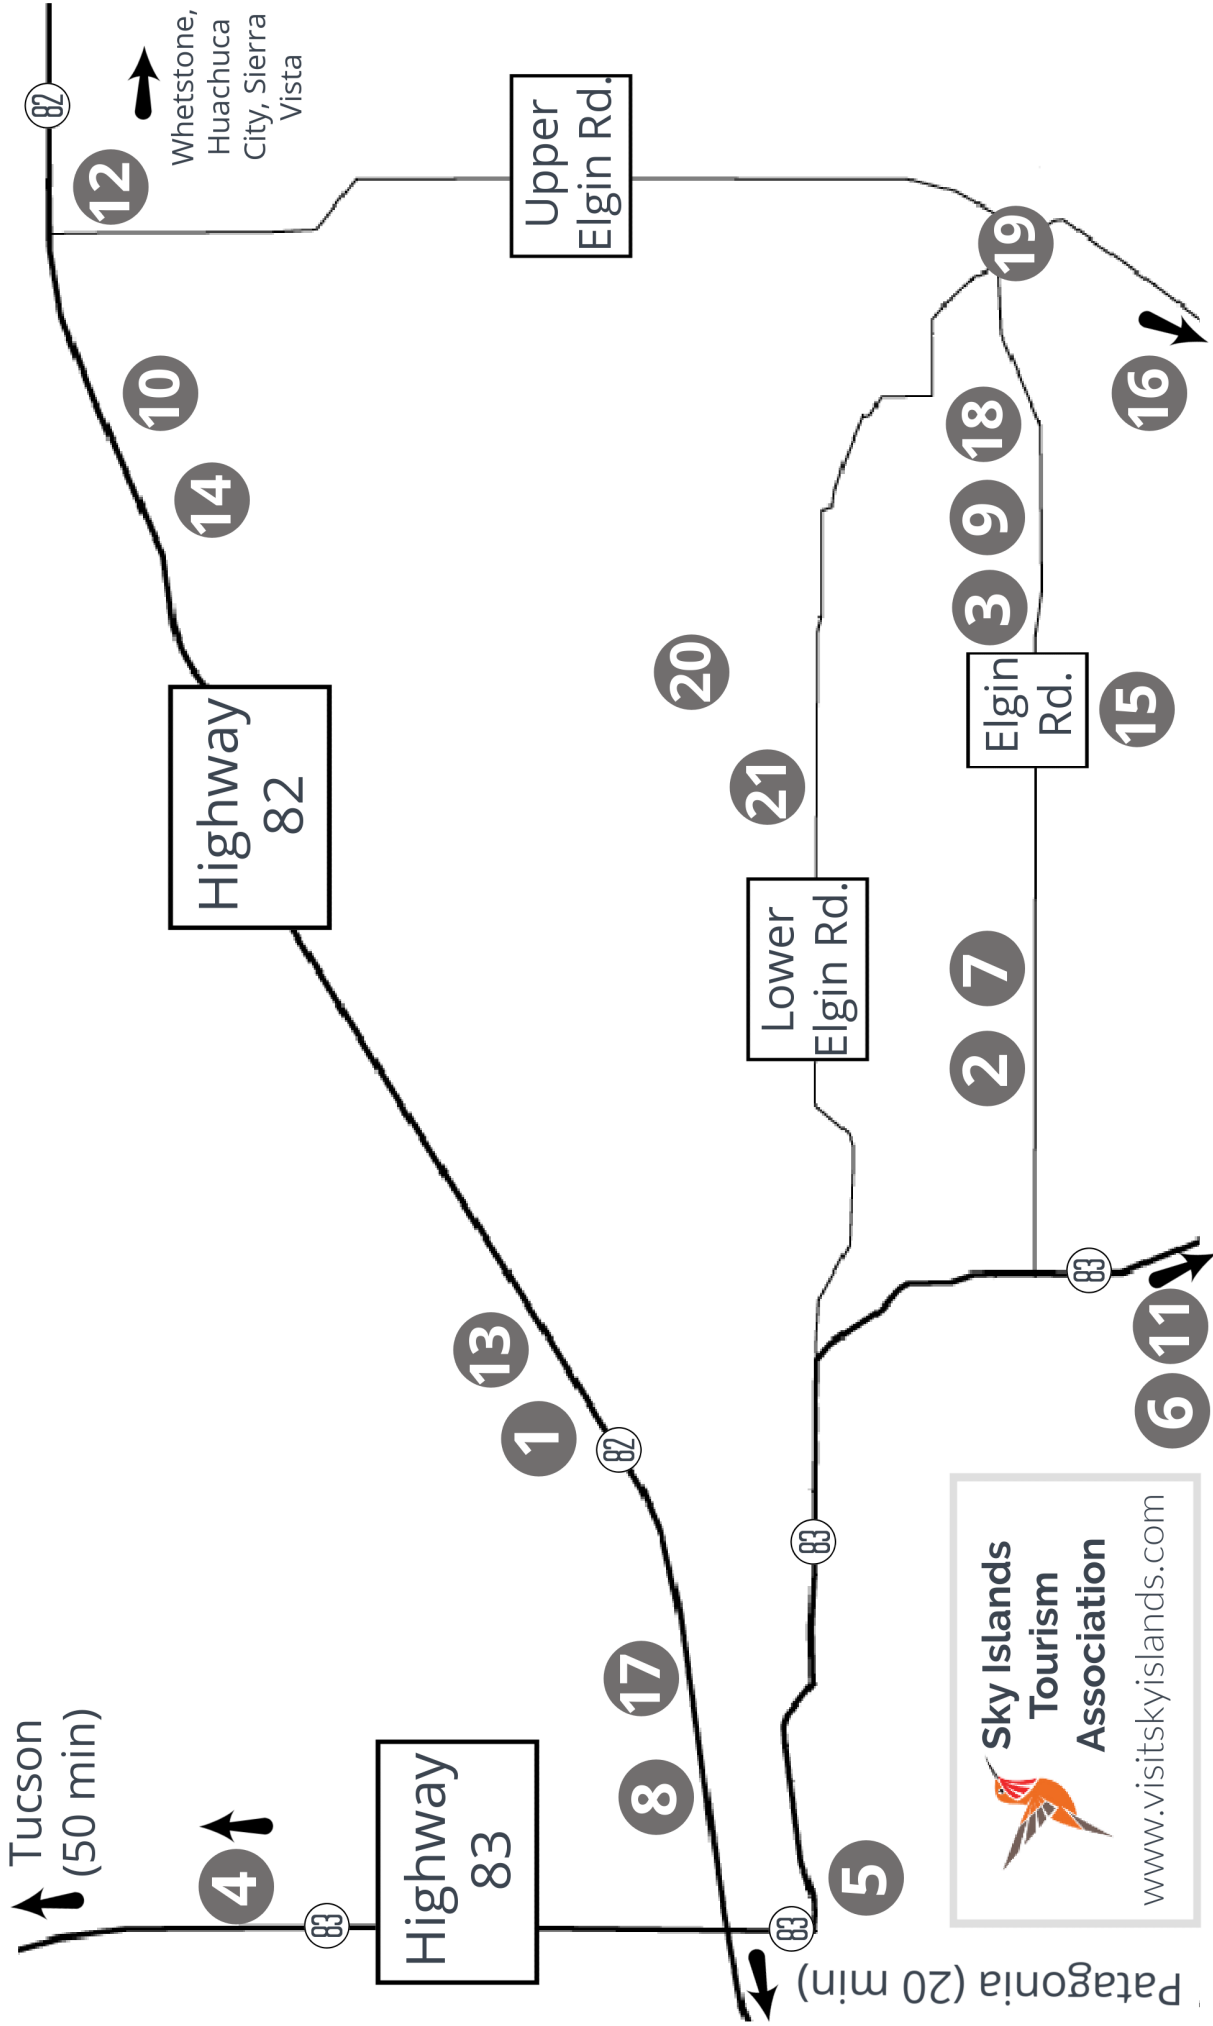 Tucson
(50 min)
4
83
Highway
83
83
Patagonia (20 min)
5
8
17
1
13
82
Highway
82
14
10
12
82
Whetstone,
Huachuca
City, Sierra
Vista
Upper
Elgin Rd.
20
21
Lower
Elgin Rd.
83
2
7
3
9
18
19
Elgin
Rd.
15
16
83
6
11
Sky Islands
Tourism
Association
www.visitskyislands.com